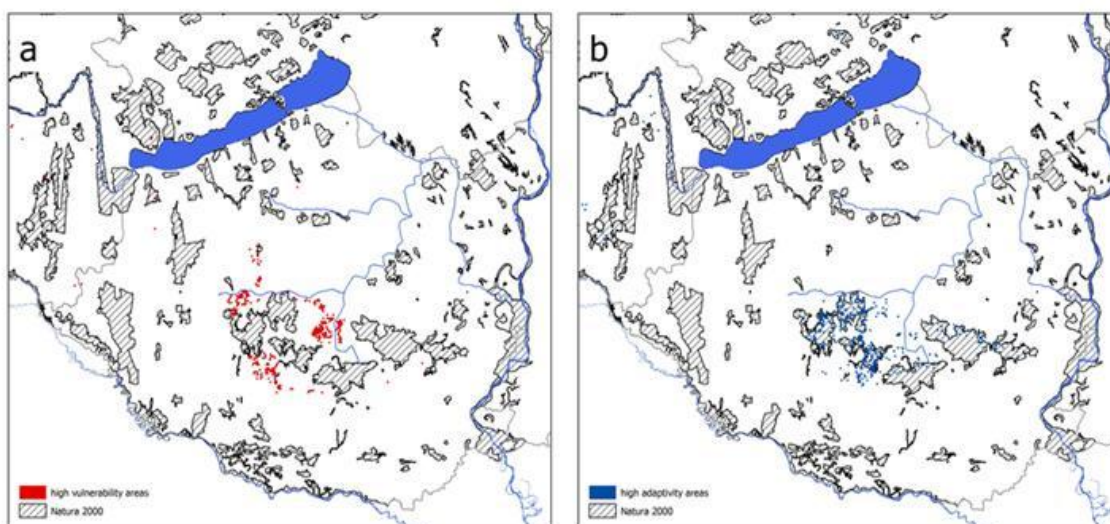 a
high vulnerability areas
Natura 2000
b
high adaptivity areas
Natura 2000